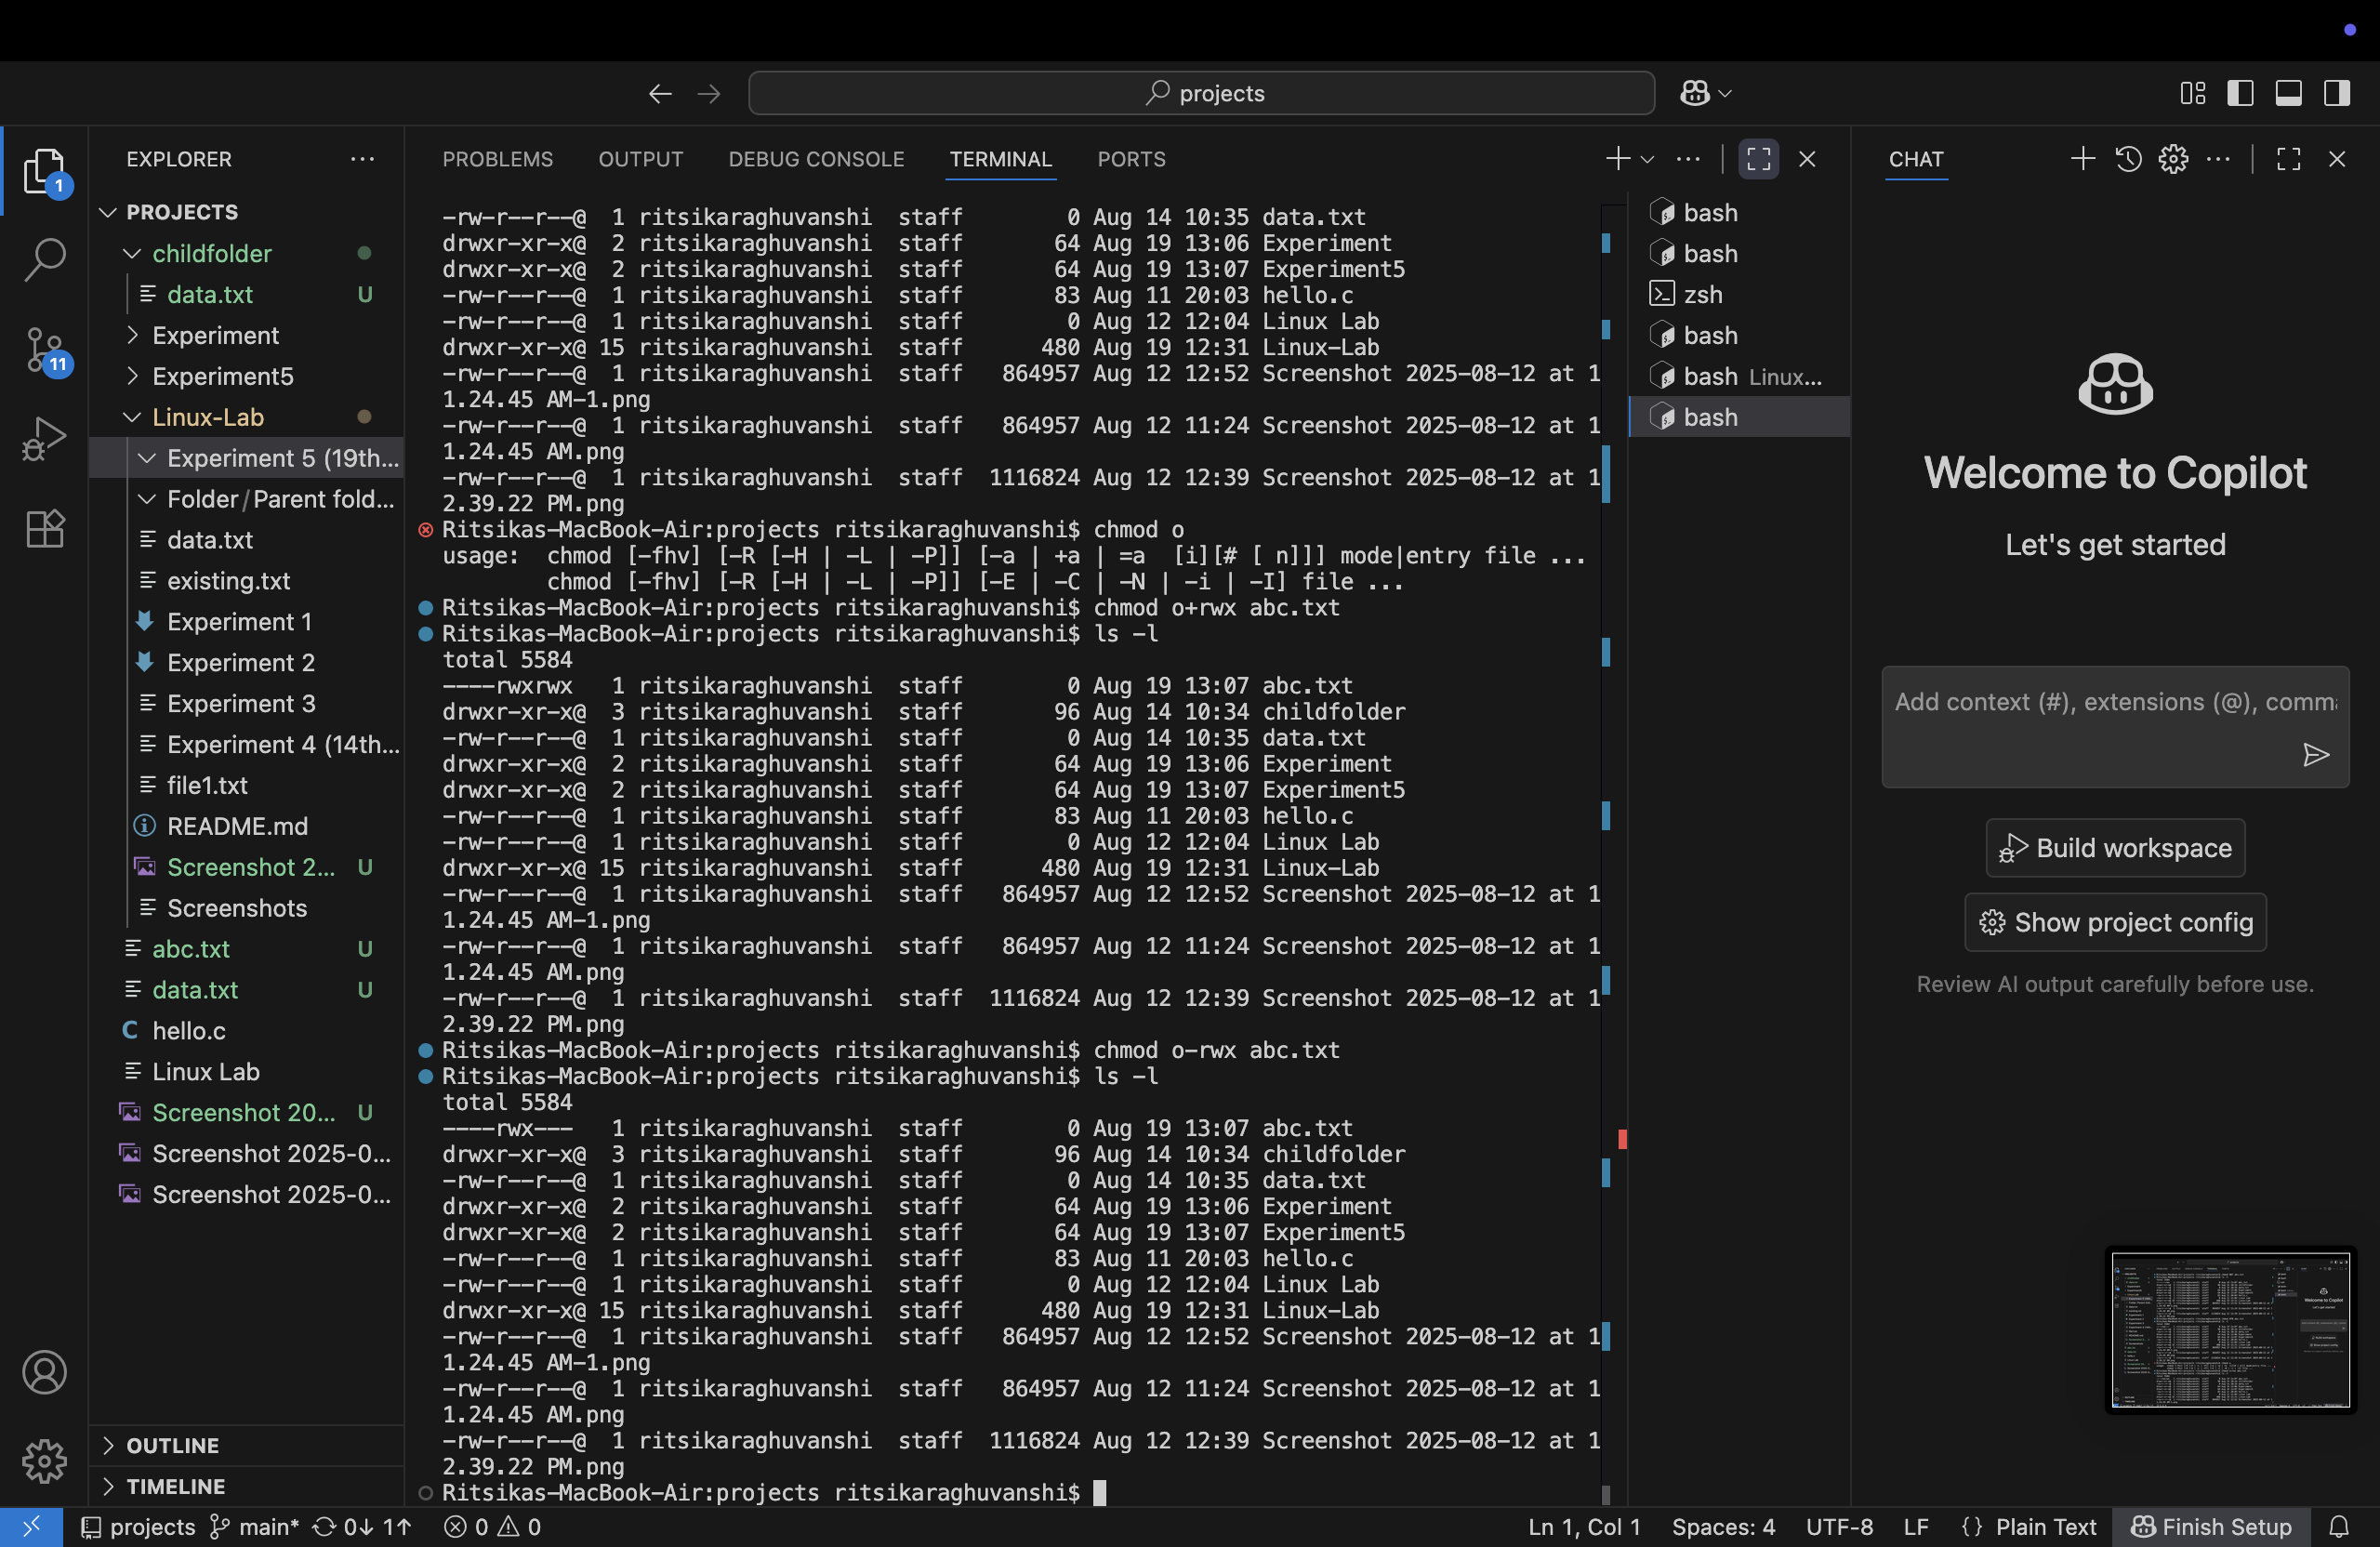 projects
EXPLORER
PROJECTS
childfolder
data.txt U
Experiment
Experiment5
Linux-Lab
Experiment 5 (19th...
Folder/Parent fold...
data.txt
existing.txt
Experiment 1
Experiment 2
Experiment 3
Experiment 4 (14th...
file1.txt
README.md
Screenshot 2... U
Screenshots
abc.txt U
data.txt U
hello.c
Linux Lab
Screenshot 20... U
Screenshot 2025-0...
Screenshot 2025-0...
OUTLINE
TIMELINE
1
11
PROBLEMS OUTPUT DEBUG CONSOLE TERMINAL PORTS
-rw-r--r--@ 1 ritsikaraghuvanshi staff 0 Aug 14 10:35 data.txt
drwxr-xr-x@ 2 ritsikaraghuvanshi staff 64 Aug 19 13:06 Experiment
drwxr-xr-x@ 2 ritsikaraghuvanshi staff 64 Aug 19 13:07 Experiment5
-rw-r--r--@ 1 ritsikaraghuvanshi staff 83 Aug 11 20:03 hello.c
-rw-r--r--@ 1 ritsikaraghuvanshi staff 0 Aug 12 12:04 Linux Lab
drwxr-xr-x@ 15 ritsikaraghuvanshi staff 480 Aug 19 12:31 Linux-Lab
-rw-r--r--@ 1 ritsikaraghuvanshi staff 864957 Aug 12 12:52 Screenshot 2025-08-12 at 1
1.24.45 AM-1.png
-rw-r--r--@ 1 ritsikaraghuvanshi staff 864957 Aug 12 11:24 Screenshot 2025-08-12 at 1
1.24.45 AM.png
-rw-r--r--@ 1 ritsikaraghuvanshi staff 1116824 Aug 12 12:39 Screenshot 2025-08-12 at 1
2.39.22 PM.png
Ritsikas-MacBook-Air:projects ritsikaraghuvanshi$ chmod o
usage: chmod [-fhv] [-R [-H | -L | -P]] [-a | +a | =a [i][# [ n]]] mode|entry file ...
chmod [-fhv] [-R [-H | -L | -P]] [-E | -C | -N | -i | -I] file ...
Ritsikas-MacBook-Air:projects ritsikaraghuvanshi$ chmod o+rwx abc.txt
Ritsikas-MacBook-Air:projects ritsikaraghuvanshi$ ls -l
total 5584
----rwxrwx 1 ritsikaraghuvanshi staff 0 Aug 19 13:07 abc.txt
drwxr-xr-x@ 3 ritsikaraghuvanshi staff 96 Aug 14 10:34 childfolder
-rw-r--r--@ 1 ritsikaraghuvanshi staff 0 Aug 14 10:35 data.txt
drwxr-xr-x@ 2 ritsikaraghuvanshi staff 64 Aug 19 13:06 Experiment
drwxr-xr-x@ 2 ritsikaraghuvanshi staff 64 Aug 19 13:07 Experiment5
-rw-r--r--@ 1 ritsikaraghuvanshi staff 83 Aug 11 20:03 hello.c
-rw-r--r--@ 1 ritsikaraghuvanshi staff 0 Aug 12 12:04 Linux Lab
drwxr-xr-x@ 15 ritsikaraghuvanshi staff 480 Aug 19 12:31 Linux-Lab
-rw-r--r--@ 1 ritsikaraghuvanshi staff 864957 Aug 12 12:52 Screenshot 2025-08-12 at 1
1.24.45 AM-1.png
-rw-r--r--@ 1 ritsikaraghuvanshi staff 864957 Aug 12 11:24 Screenshot 2025-08-12 at 1
1.24.45 AM.png
-rw-r--r--@ 1 ritsikaraghuvanshi staff 1116824 Aug 12 12:39 Screenshot 2025-08-12 at 1
2.39.22 PM.png
Ritsikas-MacBook-Air:projects ritsikaraghuvanshi$ chmod o-rwx abc.txt
Ritsikas-MacBook-Air:projects ritsikaraghuvanshi$ ls -l
total 5584
----rwx--- 1 ritsikaraghuvanshi staff 0 Aug 19 13:07 abc.txt
drwxr-xr-x@ 3 ritsikaraghuvanshi staff 96 Aug 14 10:34 childfolder
-rw-r--r--@ 1 ritsikaraghuvanshi staff 0 Aug 14 10:35 data.txt
drwxr-xr-x@ 2 ritsikaraghuvanshi staff 64 Aug 19 13:06 Experiment
drwxr-xr-x@ 2 ritsikaraghuvanshi staff 64 Aug 19 13:07 Experiment5
-rw-r--r--@ 1 ritsikaraghuvanshi staff 83 Aug 11 20:03 hello.c
-rw-r--r--@ 1 ritsikaraghuvanshi staff 0 Aug 12 12:04 Linux Lab
drwxr-xr-x@ 15 ritsikaraghuvanshi staff 480 Aug 19 12:31 Linux-Lab
-rw-r--r--@ 1 ritsikaraghuvanshi staff 864957 Aug 12 12:52 Screenshot 2025-08-12 at 1
1.24.45 AM-1.png
-rw-r--r--@ 1 ritsikaraghuvanshi staff 864957 Aug 12 11:24 Screenshot 2025-08-12 at 1
1.24.45 AM.png
-rw-r--r--@ 1 ritsikaraghuvanshi staff 1116824 Aug 12 12:39 Screenshot 2025-08-12 at 1
2.39.22 PM.png
Ritsikas-MacBook-Air:projects ritsikaraghuvanshi$
bash
bash
zsh
bash
bash Linux...
bash
CHAT
Welcome to Copilot
Let's get started
Add context (#), extensions (@), comm
Build workspace
Show project config
Review AI output carefully before use.
projects main* 0↓ 1↑ 0 0
Ln 1, Col 1 Spaces: 4 UTF-8 LF {} Plain Text Finish Setup